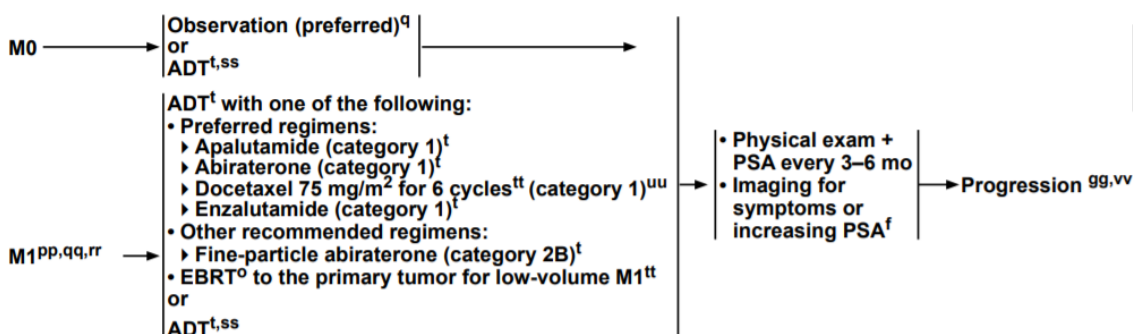 M0
Observation (preferred)q
or
ADTt,ss
M1pp,qq,rr
ADTt with one of the following:
• Preferred regimens:
▸ Apalutamide (category 1)t
▸ Abiraterone (category 1)t
▸ Docetaxel 75 mg/m2 for 6 cyclestt (category 1)uu
▸ Enzalutamide (category 1)t
• Other recommended regimens:
▸ Fine-particle abiraterone (category 2B)t
• EBRTo to the primary tumor for low-volume M1tt
or
ADTt,ss
• Physical exam +
PSA every 3–6 mo
• Imaging for
symptoms or
increasing PSAf
Progression gg,vv